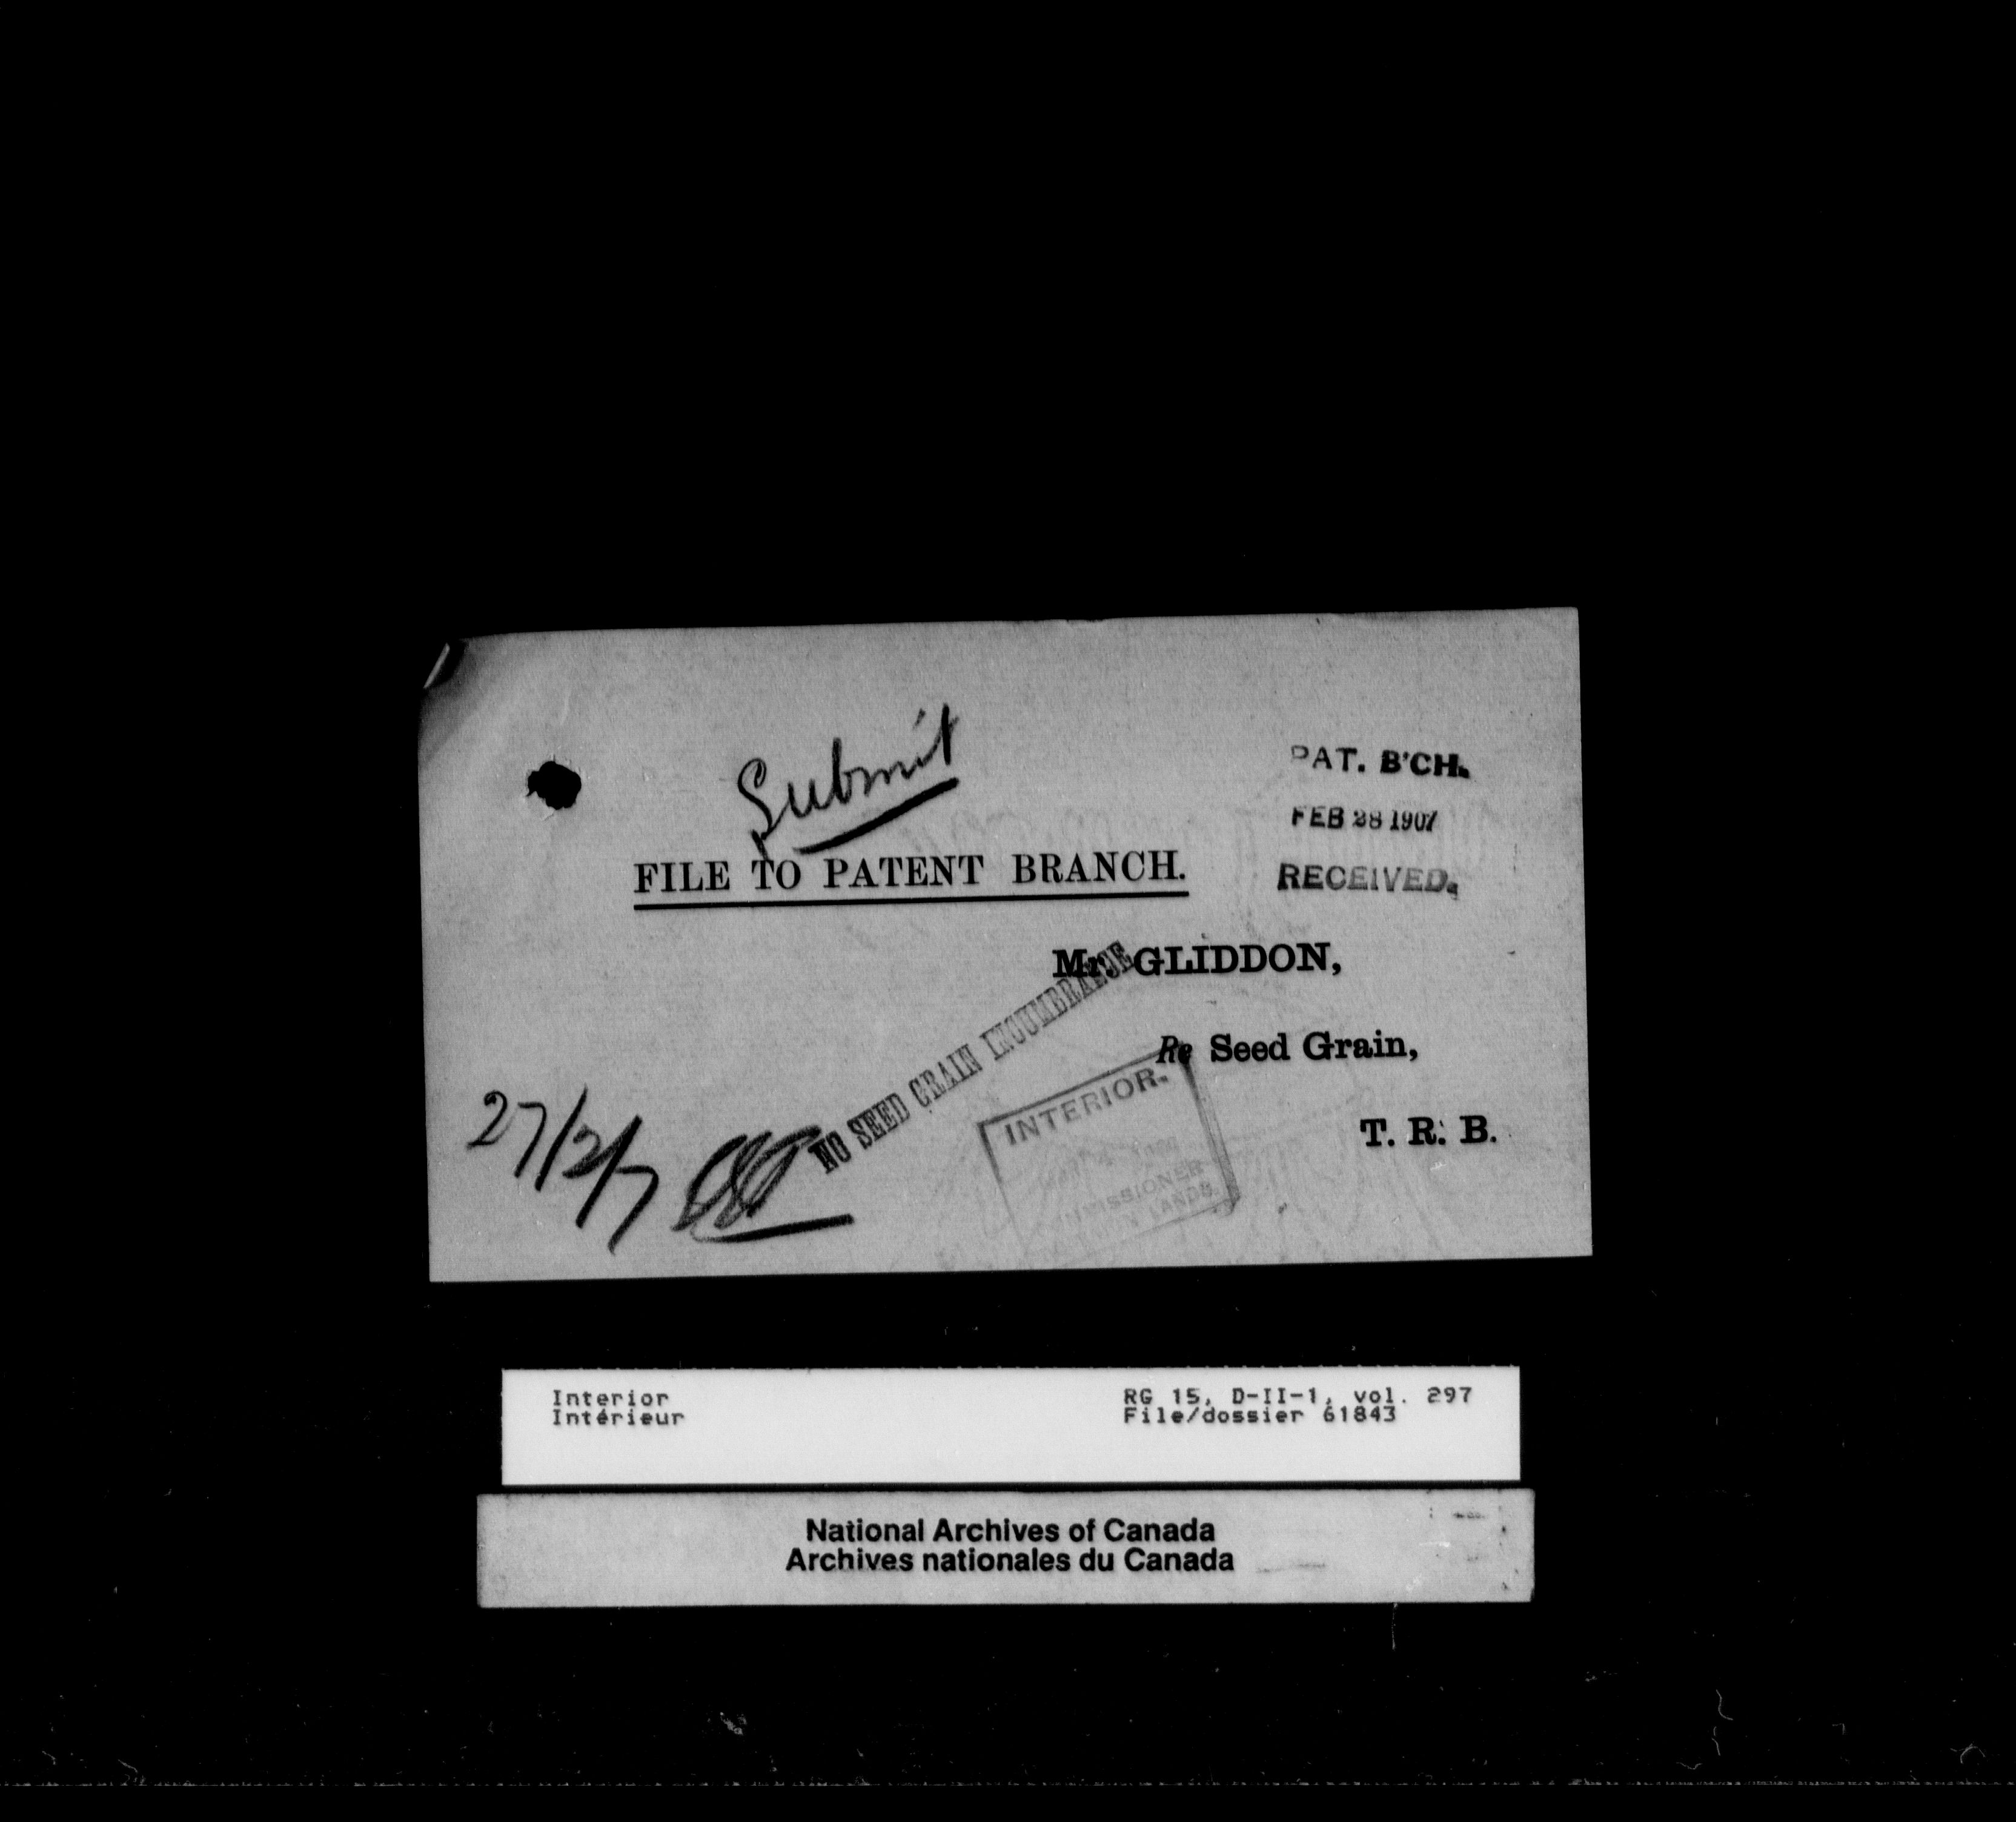 Submit
PAT. B'CH.
FEB 28 1907
RECEIVED.
FILE TO PATENT BRANCH.
Mr. GLIDDON,
NO SEED GRAIN INCUMBRANCE
Re Seed Grain,
INTERIOR.
T. R. B.
27/2/7
LANDS.
Interior
Intérieur
RG 15, D-II-1, vol. 297
File/dossier 61843
National Archives of Canada
Archives nationales du Canada